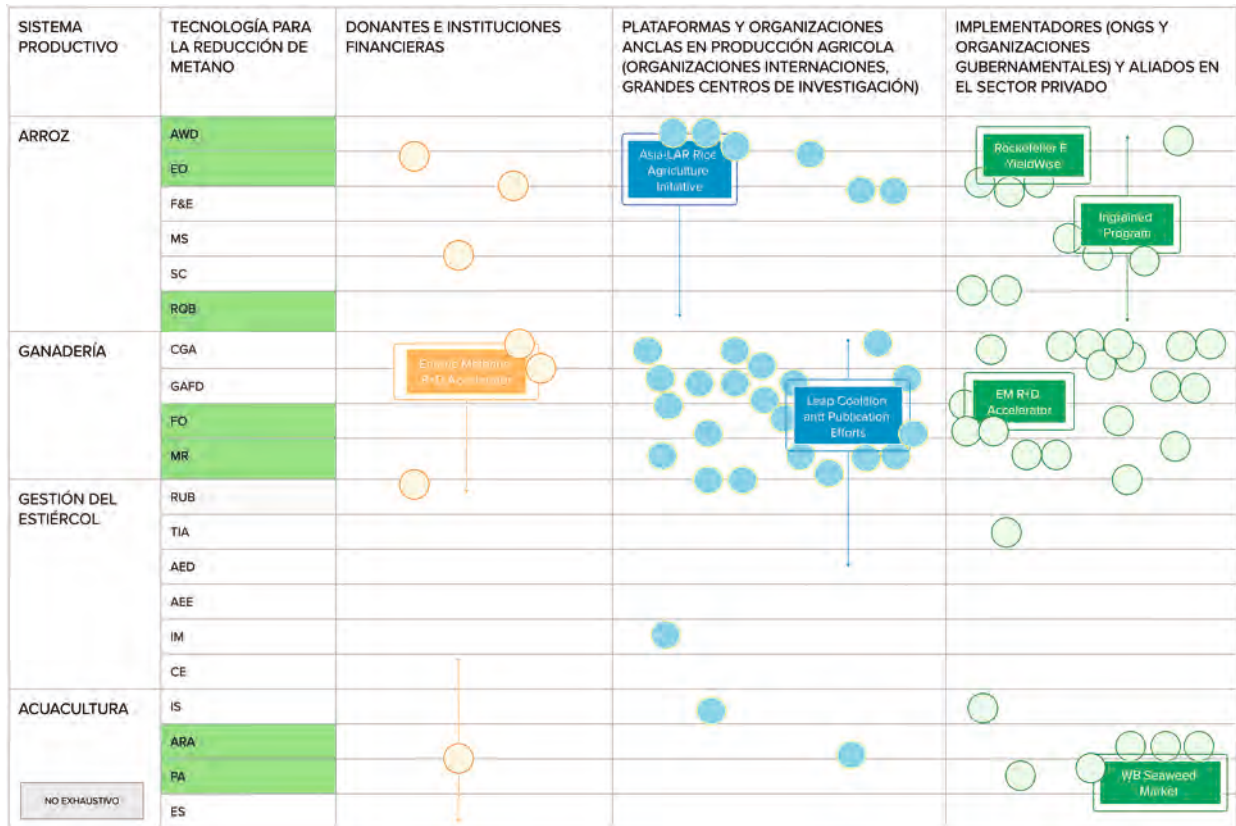 SISTEMA
PRODUCTIVO
TECNOLOGÍA PARA
LA REDUCCIÓN DE
METANO
DONANTES E INSTITUCIONES
FINANCIERAS
PLATAFORMAS Y ORGANIZACIONES
ANCLAS EN PRODUCCIÓN AGRICOLA
(ORGANIZACIONES INTERNACIONES,
GRANDES CENTROS DE INVESTIGACIÓN)
IMPLEMENTADORES (ONGS Y
ORGANIZACIONES
GUBERNAMENTALES) Y ALIADOS EN
EL SECTOR PRIVADO
ARROZ
AWD
EO
F&E
MS
SC
RQB
Asia-LAR Rice
Agriculture
Initiative
Rockefeller F.
YieldWise
Ingrained
Program
GANADERÍA
CGA
GAFD
FO
MR
Enteric Methane
R+D Accelerator
Leap Coalition
and Publication
Efforts
EM R+D
Accelerator
GESTIÓN DEL
ESTIÉRCOL
RUB
TIA
AED
AEE
IM
CE
ACUACULTURA
IS
ARA
PA
ES
WB Seaweed
Market
NO EXHAUSTIVO